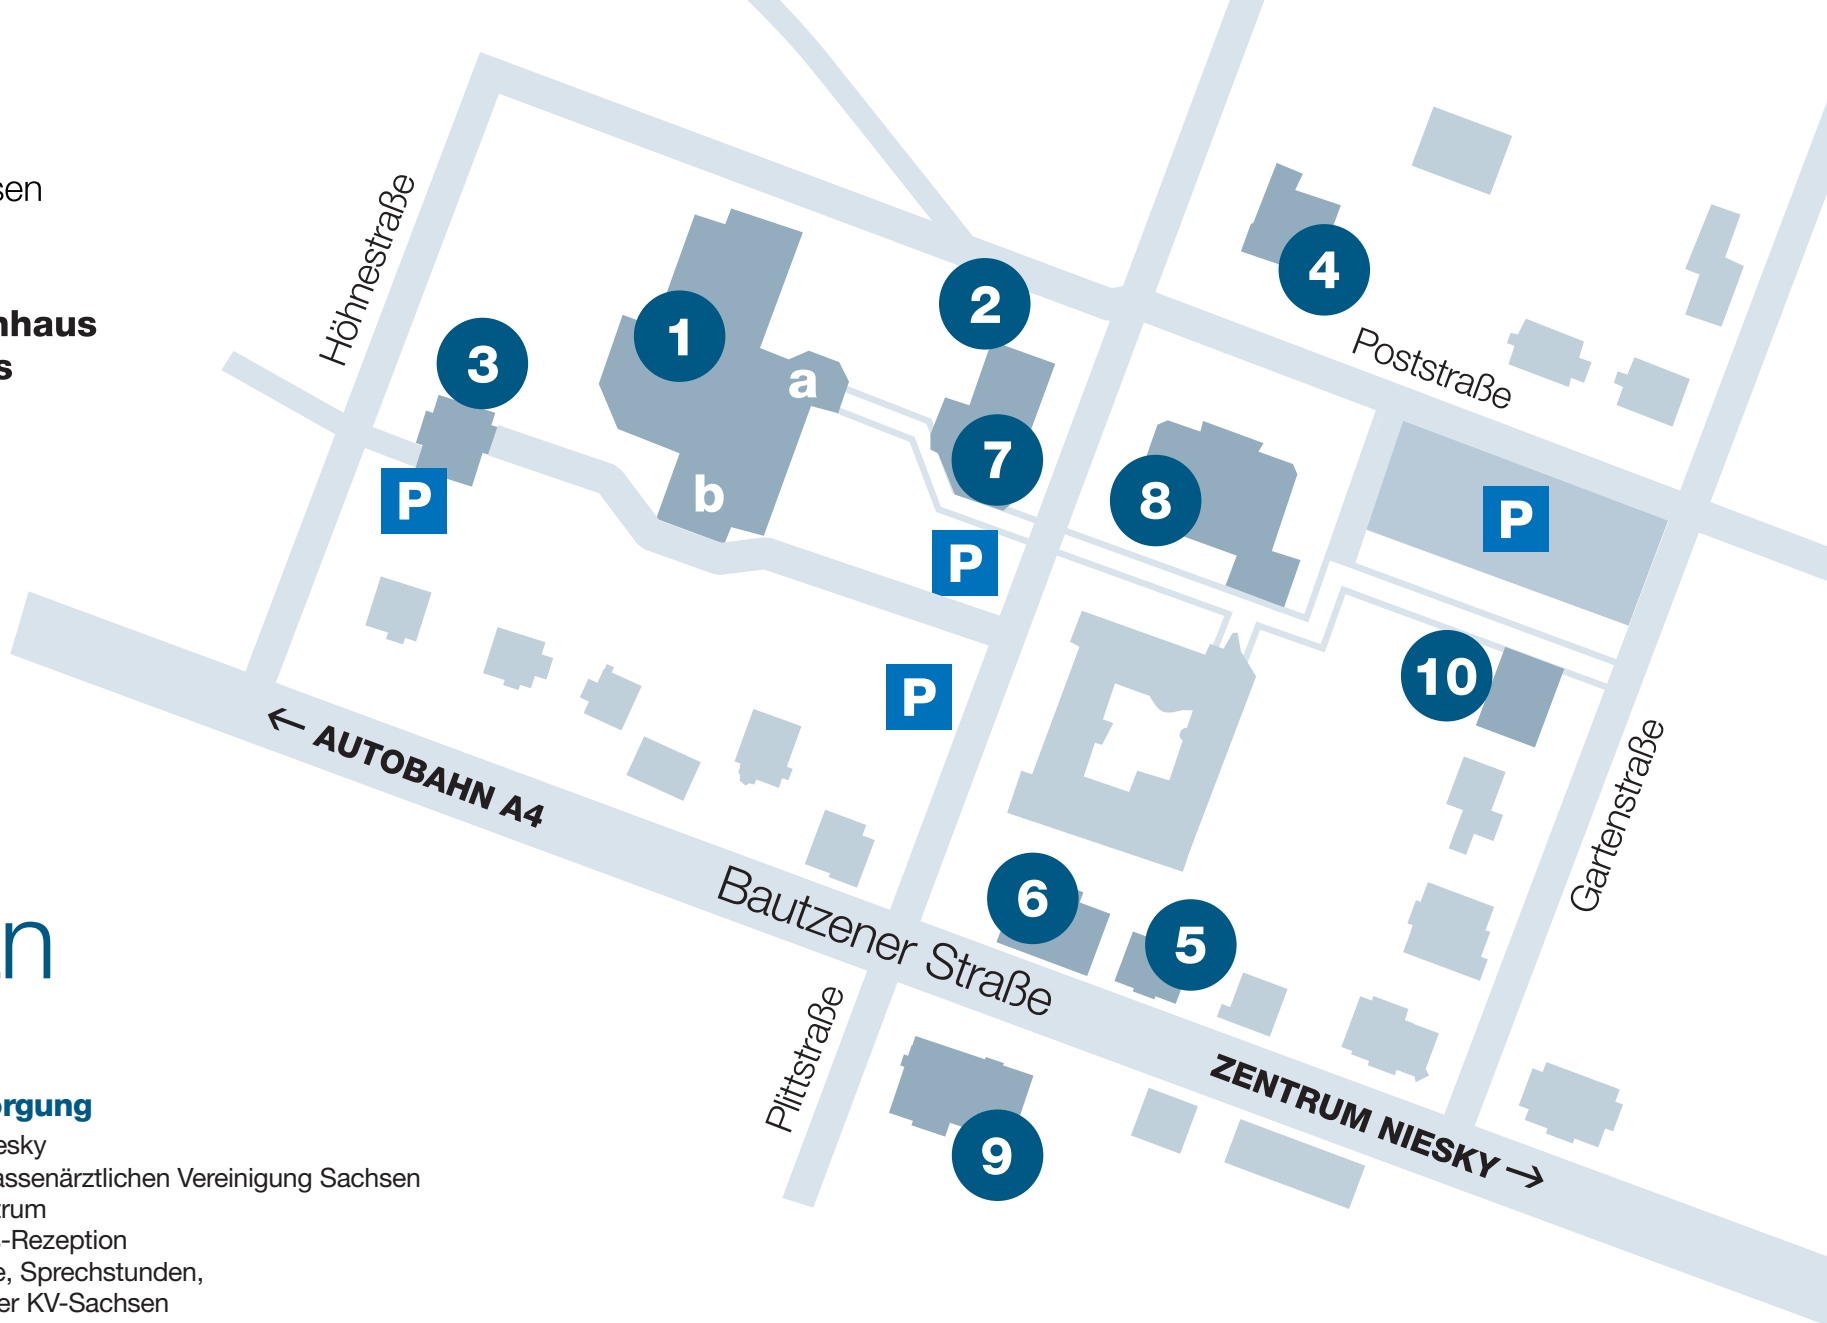 sen
nhaus
s
Höhnestraße
4
2
1
3
a
Poststraße
7
8
b
P
P
P
10
P
← AUTOBAHN A4
Gartenstraße
Bautzener Straße
6
5
n
Plittstraße
ZENTRUM NIESKY →
9
orgung
esky
assenärztlichen Vereinigung Sachsen
trum
-Rezeption
e, Sprechstunden,
er KV-Sachsen